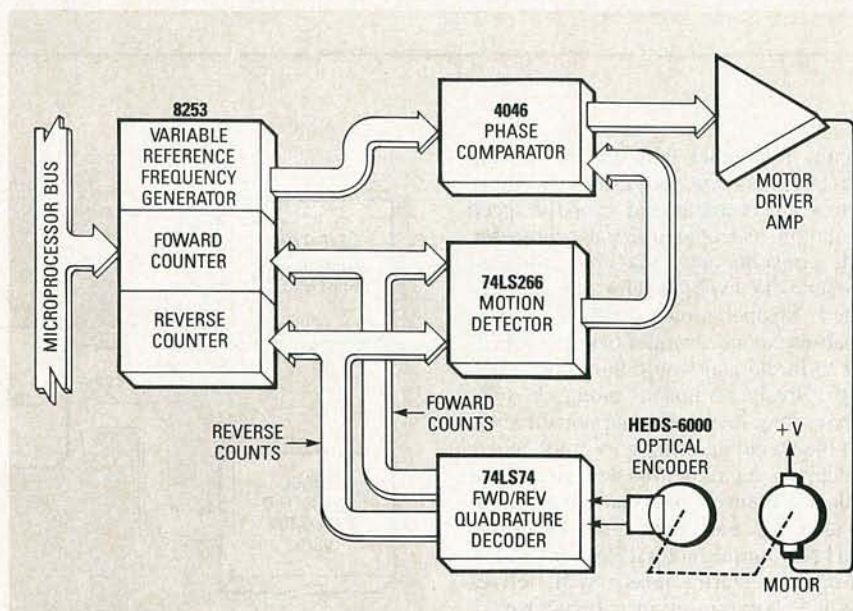 8253
VARIABLE
REFERENCE
FREQUENCY
GENERATOR
FOWARD
COUNTER
REVERSE
COUNTER
MICROPROCESSOR BUS
4046
PHASE
COMPARATOR
MOTOR
DRIVER
AMP
74LS266
MOTION
DETECTOR
REVERSE
COUNTS
FOWARD
COUNTS
74LS74
FWD/REV
QUADRATURE
DECODER
HEDS-6000
OPTICAL
ENCODER
+V
MOTOR